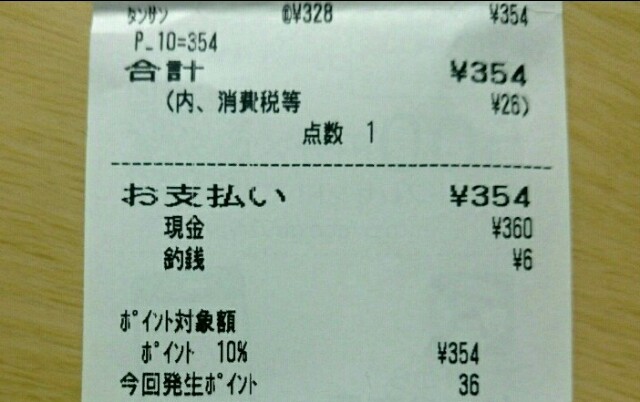 ﾀﾝｻﾝ ¥328 ¥354
P_10=354
合計 ¥354
(内、消費税等 ¥26)
点数 1
お支払い ¥354
現金 ¥360
釣銭 ¥6
ﾎﾟｲﾝﾄ対象額
ﾎﾟｲﾝﾄ 10% ¥354
今回発生ﾎﾟｲﾝﾄ 36